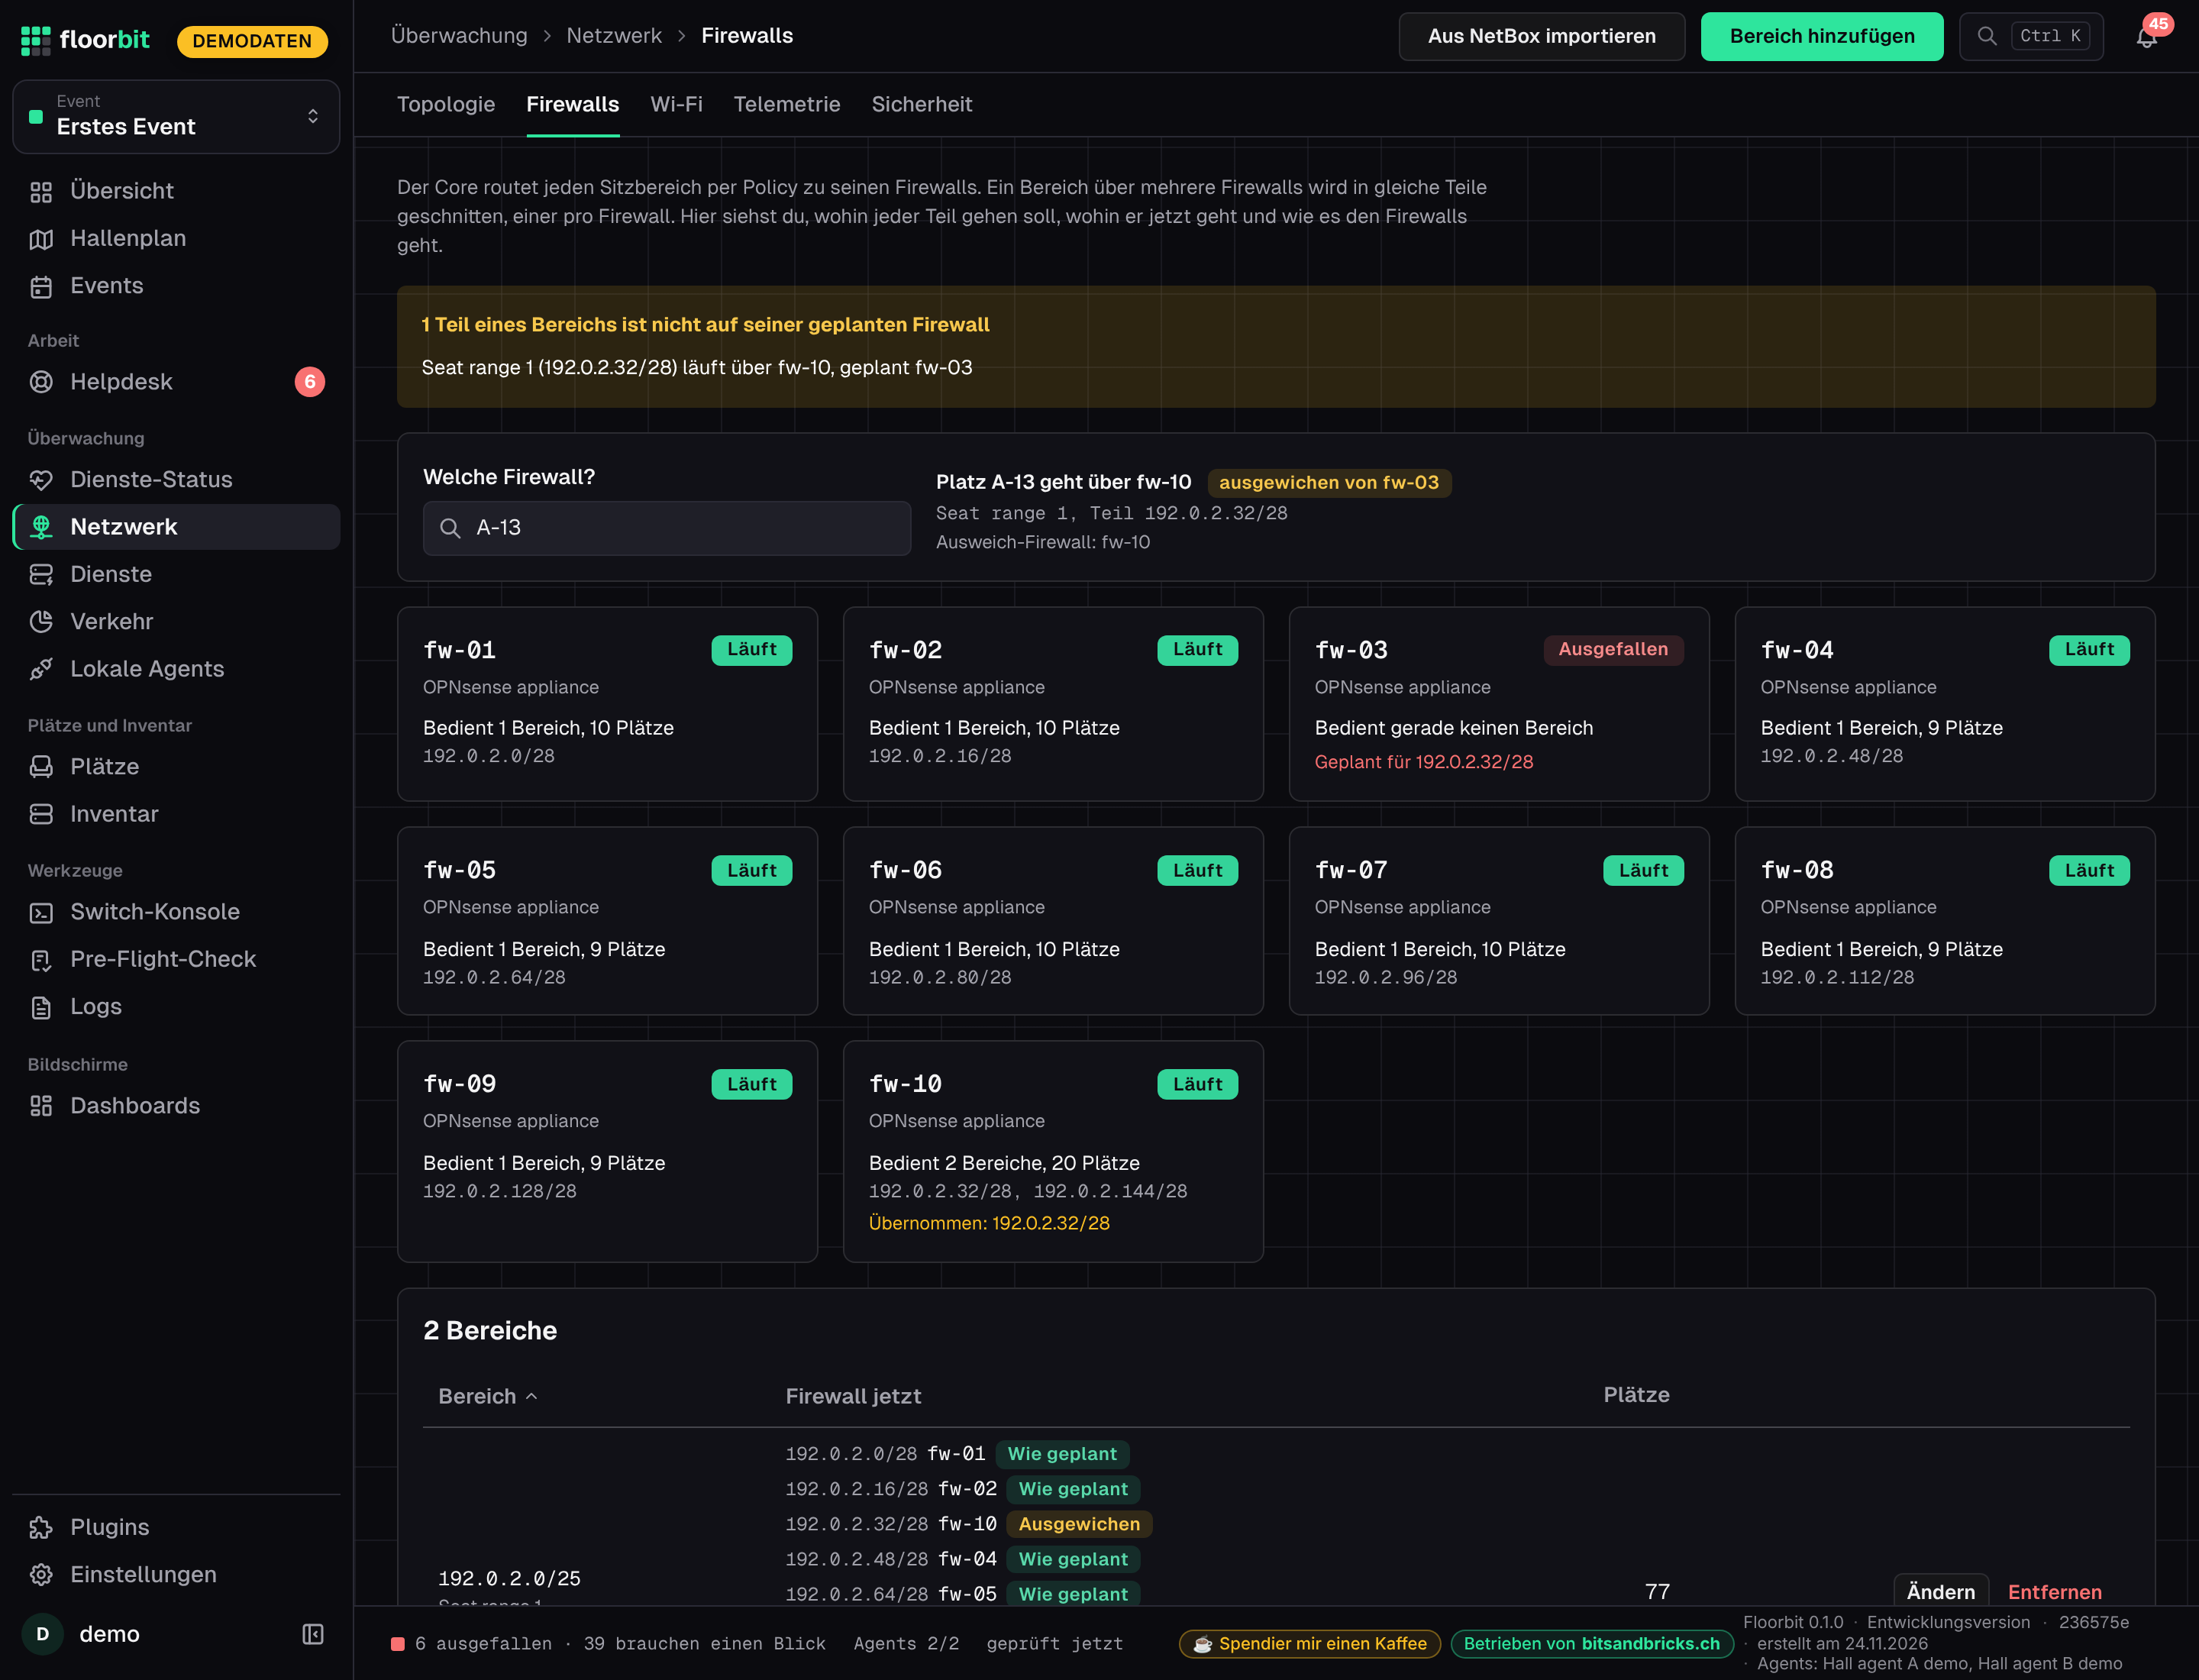 floorbit DEMODATEN
Event
Erstes Event
Übersicht
Hallenplan
Events
Arbeit
Helpdesk 6
Überwachung
Dienste-Status
Netzwerk
Dienste
Verkehr
Lokale Agents
Plätze und Inventar
Plätze
Inventar
Werkzeuge
Switch-Konsole
Pre-Flight-Check
Logs
Bildschirme
Dashboards
Plugins
Einstellungen
D demo
Überwachung > Netzwerk > Firewalls
Aus NetBox importieren Bereich hinzufügen Ctrl K 45
Topologie Firewalls Wi-Fi Telemetrie Sicherheit
Der Core routet jeden Sitzbereich per Policy zu seinen Firewalls. Ein Bereich über mehrere Firewalls wird in gleiche Teile
geschnitten, einer pro Firewall. Hier siehst du, wohin jeder Teil gehen soll, wohin er jetzt geht und wie es den Firewalls
geht.
1 Teil eines Bereichs ist nicht auf seiner geplanten Firewall
Seat range 1 (192.0.2.32/28) läuft über fw-10, geplant fw-03
Welche Firewall?
A-13
Platz A-13 geht über fw-10 ausgewichen von fw-03
Seat range 1, Teil 192.0.2.32/28
Ausweich-Firewall: fw-10
fw-01 Läuft
OPNsense appliance
Bedient 1 Bereich, 10 Plätze
192.0.2.0/28
fw-02 Läuft
OPNsense appliance
Bedient 1 Bereich, 10 Plätze
192.0.2.16/28
fw-03 Ausgefallen
OPNsense appliance
Bedient gerade keinen Bereich
Geplant für 192.0.2.32/28
fw-04 Läuft
OPNsense appliance
Bedient 1 Bereich, 9 Plätze
192.0.2.48/28
fw-05 Läuft
OPNsense appliance
Bedient 1 Bereich, 9 Plätze
192.0.2.64/28
fw-06 Läuft
OPNsense appliance
Bedient 1 Bereich, 10 Plätze
192.0.2.80/28
fw-07 Läuft
OPNsense appliance
Bedient 1 Bereich, 10 Plätze
192.0.2.96/28
fw-08 Läuft
OPNsense appliance
Bedient 1 Bereich, 9 Plätze
192.0.2.112/28
fw-09 Läuft
OPNsense appliance
Bedient 1 Bereich, 9 Plätze
192.0.2.128/28
fw-10 Läuft
OPNsense appliance
Bedient 2 Bereiche, 20 Plätze
192.0.2.32/28, 192.0.2.144/28
Übernommen: 192.0.2.32/28
2 Bereiche
Bereich Firewall jetzt Plätze
192.0.2.0/28 fw-01 Wie geplant
192.0.2.16/28 fw-02 Wie geplant
192.0.2.32/28 fw-10 Ausgewichen
192.0.2.48/28 fw-04 Wie geplant
192.0.2.64/28 fw-05 Wie geplant
192.0.2.0/25
77 Ändern Entfernen
6 ausgefallen · 39 brauchen einen Blick Agents 2/2 geprüft jetzt
Spendier mir einen Kaffee
Betrieben von bitsandbricks.ch
Floorbit 0.1.0 · Entwicklungsversion · 236575e
· erstellt am 24.11.2026
· Agents: Hall agent A demo, Hall agent B demo